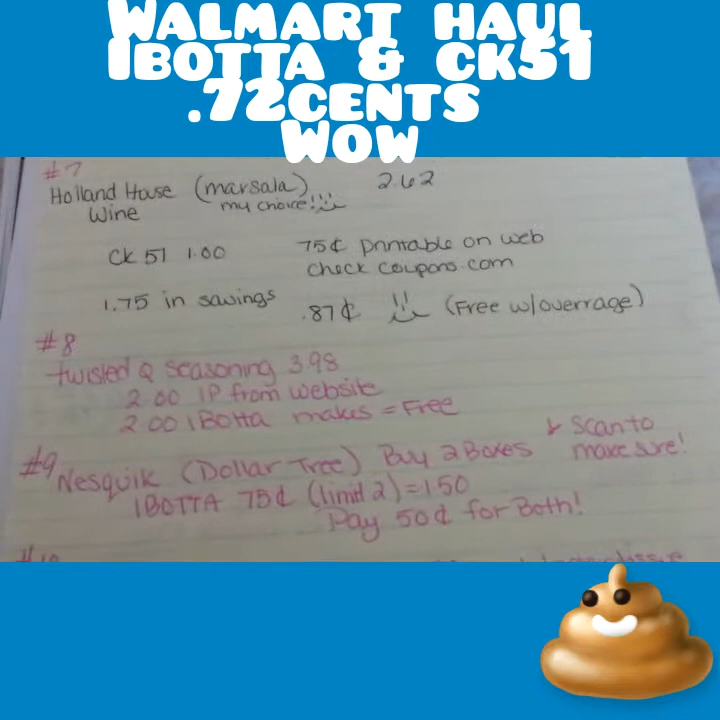 WALMART HAUL
IBOTTA & CK51
.72CENTS
WOW
#7
Holland House (marsala) 2.62
Wine my choice!
CK 51 1.00 75¢ printable on web
check coupons.com
1.75 in savings .87¢ (Free w/overrage)
#8
twisted Q seasoning 3.98
2.00 IP from website
2.00 IBotta makes = Free
#9 Nesquik (Dollar Tree) Buy 2 Boxes Scan to
make sure!
IBOTTA 75¢ (limit 2) = 1.50
Pay 50¢ for Both!
#10